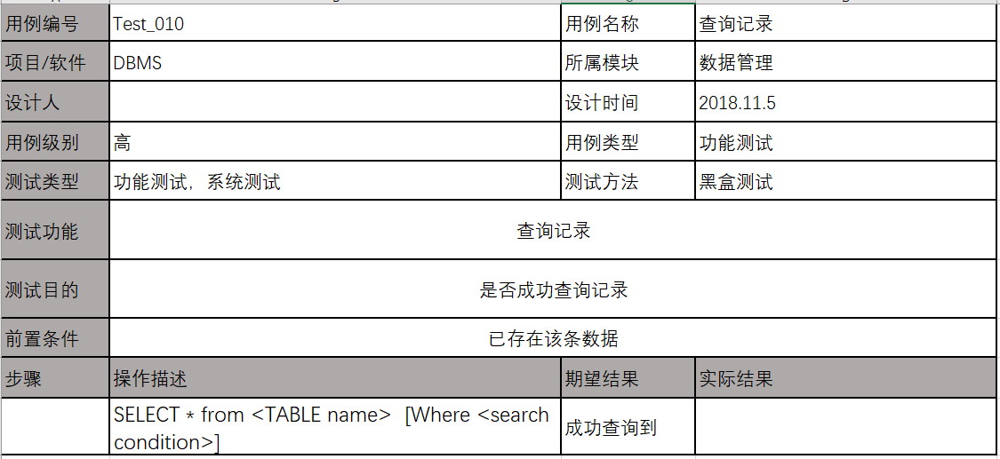 用例编号 Test_010 用例名称 查询记录
项目/软件 DBMS 所属模块 数据管理
设计人 设计时间 2018.11.5
用例级别 高 用例类型 功能测试
测试类型 功能测试，系统测试 测试方法 黑盒测试
测试功能 查询记录
测试目的 是否成功查询记录
前置条件 已存在该条数据
步骤 操作描述 期望结果 实际结果
SELECT * from <TABLE name> [Where <search
condition>] 成功查询到